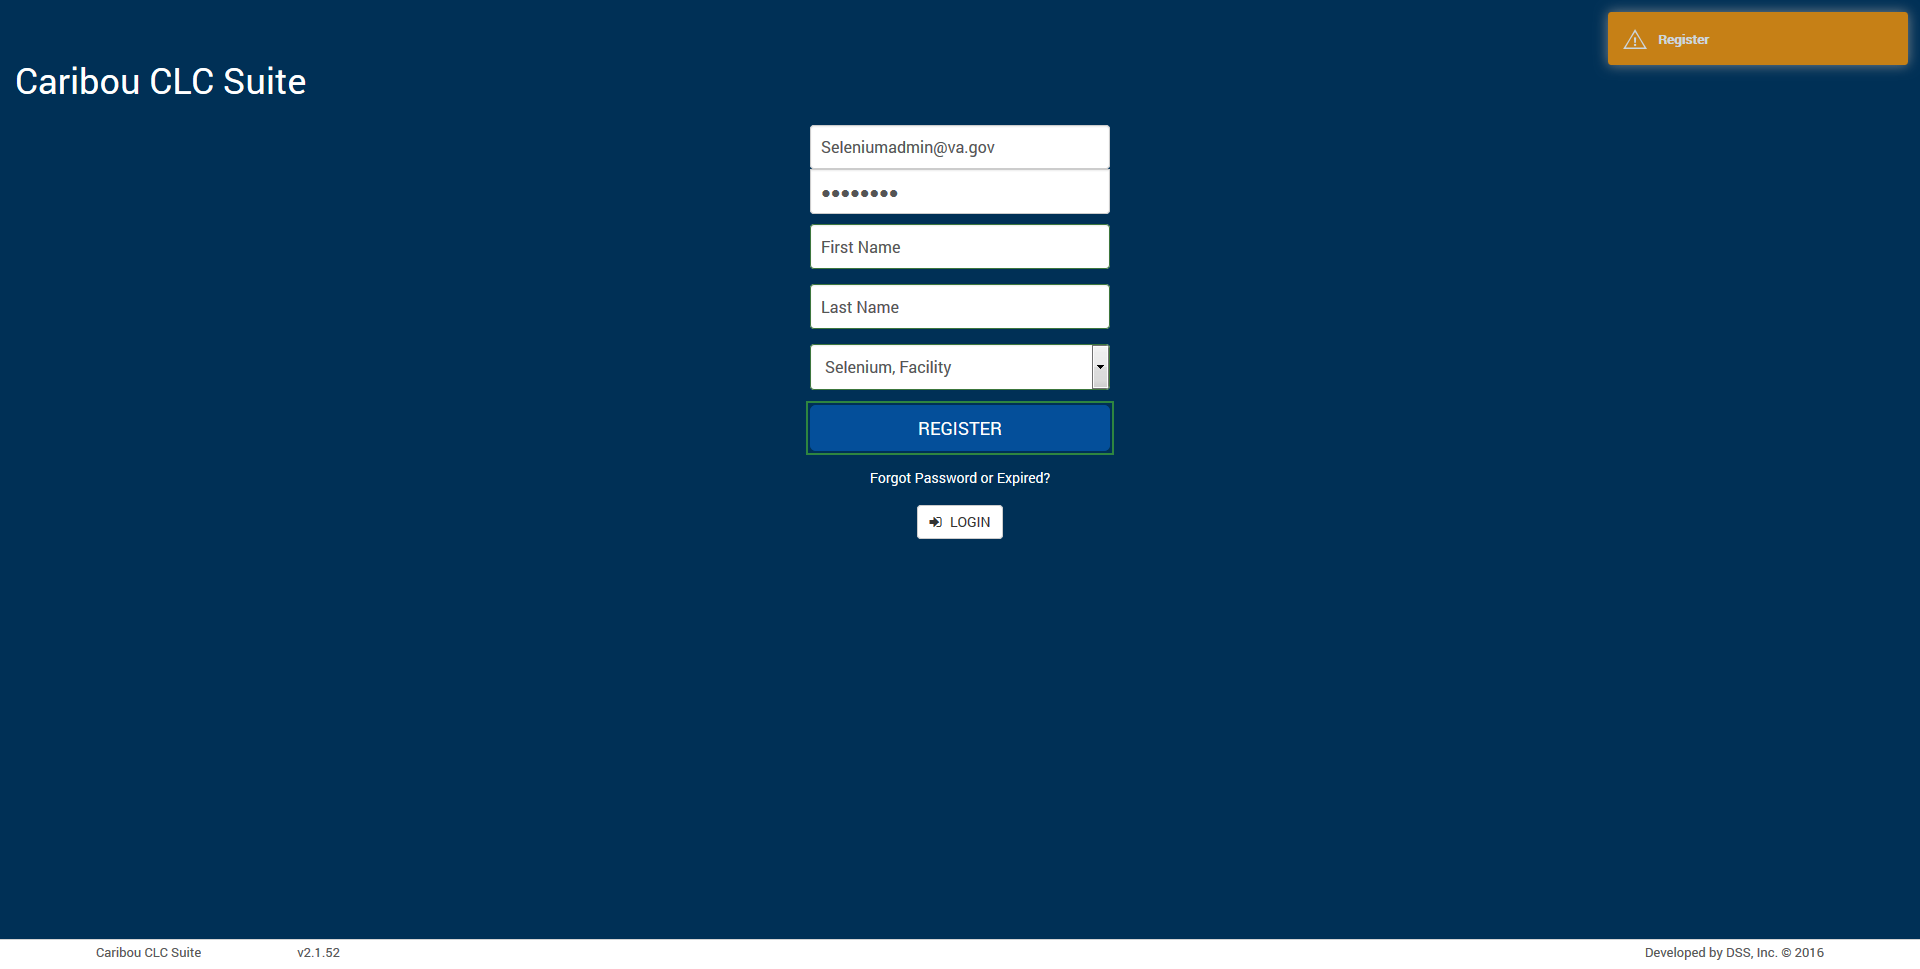 Register
Caribou CLC Suite
Seleniumadmin@va.gov
●●●●●●●●
First Name
Last Name
Selenium, Facility
REGISTER
Forgot Password or Expired?
LOGIN
Caribou CLC Suite v2.1.52 Developed by DSS, Inc. © 2016